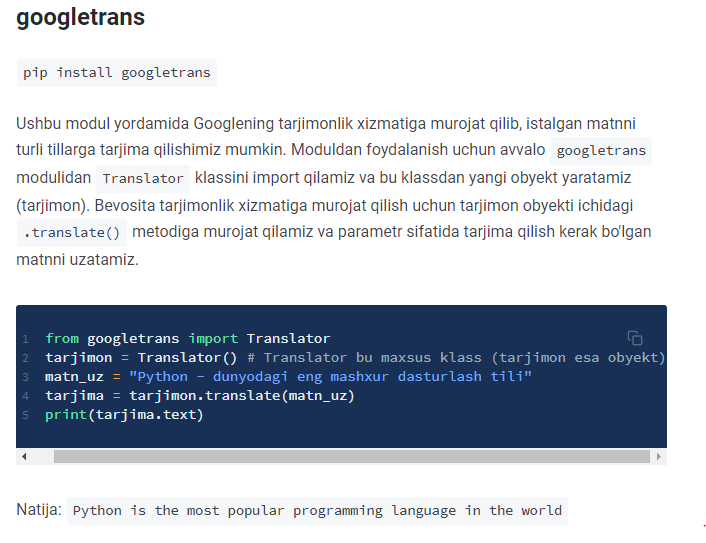 googletrans
pip install googletrans
Ushbu modul yordamida Googlening tarjimonlik xizmatiga murojat qilib, istalgan matnni
turli tillarga tarjima qilishimiz mumkin. Moduldan foydalanish uchun avvalo googletrans
modulidan Translator klassini import qilamiz va bu klassdan yangi obyekt yaratamiz
(tarjimon). Bevosita tarjimonlik xizmatiga murojat qilish uchun tarjimon obyekti ichidagi
.translate() metodiga murojat qilamiz va parametr sifatida tarjima qilish kerak bo'lgan
matnni uzatamiz.
1 from googletrans import Translator
2 tarjimon = Translator() # Translator bu maxsus klass (tarjimon esa obyekt)
3 matn_uz = "Python – dunyodagi eng mashxur dasturlash tili"
4 tarjima = tarjimon.translate(matn_uz)
5 print(tarjima.text)
Natija: Python is the most popular programming language in the world